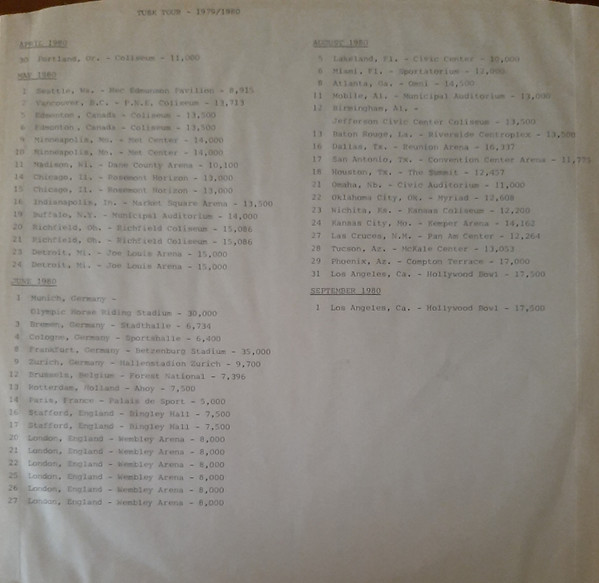 TUSK TOUR - 1979/1980
APRIL 1980
30 Portland, Or. - Coliseum - 11,000
MAY 1980
1 Seattle, Wa. - Hec Edmonson Pavilion - 8,915
2 Vancouver, B.C. - P.N.E. Coliseum - 13,713
5 Edmonton, Canada - Coliseum - 13,500
6 Edmonton, Canada - Coliseum - 13,500
9 Minneapolis, Mn. - Met Center - 14,000
10 Minneapolis, Mn. - Met Center - 14,000
11 Madison, Wi. - Dane County Arena - 10,100
14 Chicago, Il. - Rosemont Horizon - 13,000
15 Chicago, Il. - Rosemont Horizon - 13,000
18 Indianapolis, In. - Market Square Arena - 13,500
19 Buffalo, N.Y. - Municipal Auditorium - 14,000
20 Richfield, Oh. - Richfield Coliseum - 15,086
21 Richfield, Oh. - Richfield Coliseum - 15,086
23 Detroit, Mi. - Joe Louis Arena - 15,000
24 Detroit, Mi. - Joe Louis Arena - 15,000
JUNE 1980
1 Munich, Germany -
Olympic Horse Riding Stadium - 30,000
3 Bremen, Germany - Stadthalle - 6,734
4 Cologne, Germany - Sportshalle - 6,400
8 Frankfurt, Germany - Betzenburg Stadium - 35,000
9 Zurich, Germany - Hallenstadion Zurich - 9,700
12 Brussels, Belgium - Forest National - 7,396
13 Rotterdam, Holland - Ahoy - 7,500
14 Paris, France - Palais de Sport - 5,000
16 Stafford, England - Bingley Hall - 7,500
17 Stafford, England - Bingley Hall - 7,500
20 London, England - Wembley Arena - 8,000
21 London, England - Wembley Arena - 8,000
22 London, England - Wembley Arena - 8,000
25 London, England - Wembley Arena - 8,000
26 London, England - Wembley Arena - 8,000
27 London, England - Wembley Arena - 8,000
AUGUST 1980
5 Lakeland, Fl. - Civic Center - 10,000
6 Miami, Fl. - Sportatorium - 12,000
8 Atlanta, Ga. - Omni - 14,500
11 Mobile, Al. - Municipal Auditorium - 13,000
12 Birmingham, Al. -
Jefferson Civic Center Coliseum - 13,500
13 Baton Rouge, La. - Riverside Centroplex - 13,500
16 Dallas, Tx. - Reunion Arena - 16,337
17 San Antonio, Tx. - Convention Center Arena - 11,775
18 Houston, Tx. - The Summit - 12,457
21 Omaha, Nb. - Civic Auditorium - 11,000
22 Oklahoma City, Ok. - Myriad - 12,608
23 Wichita, Ks. - Kansas Coliseum - 12,200
24 Kansas City, Mo. - Kemper Arena - 14,162
27 Las Cruces, N.M. - Pan Am Center - 12,264
28 Tucson, Az. - McKale Center - 13,053
29 Phoenix, Az. - Compton Terrace - 17,000
31 Los Angeles, Ca. - Hollywood Bowl - 17,500
SEPTEMBER 1980
1 Los Angeles, Ca. - Hollywood Bowl - 17,500